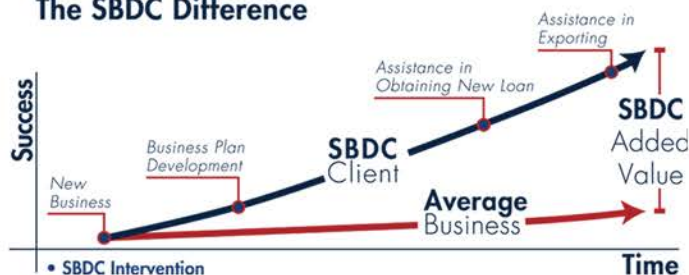 The SBDC Difference
Assistance in
Exporting
Assistance in
Obtaining New Loan
Success
SBDC
Added
Value
Business Plan
Development
SBDC
Client
New
Business
Average
Business
• SBDC Intervention
Time